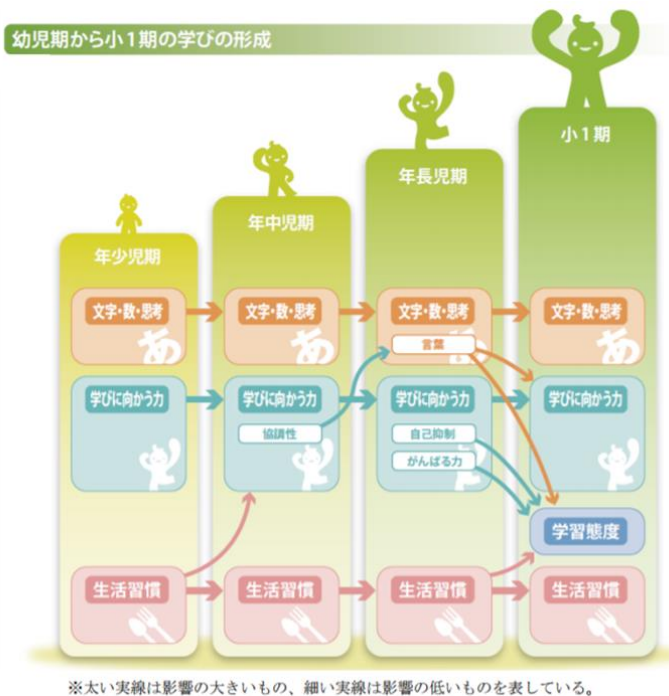 幼児期から小1期の学びの形成
小1期
年長児期
年中児期
年少児期
文字・数・思考
文字・数・思考
文字・数・思考
文字・数・思考
あ
あ
あ
あ
言葉
学びに向かう力
学びに向かう力
学びに向かう力
学びに向かう力
協調性
自己抑制
がんばる力
学習態度
生活習慣
生活習慣
生活習慣
生活習慣
※太い実線は影響の大きいもの、細い実線は影響の低いものを表している。